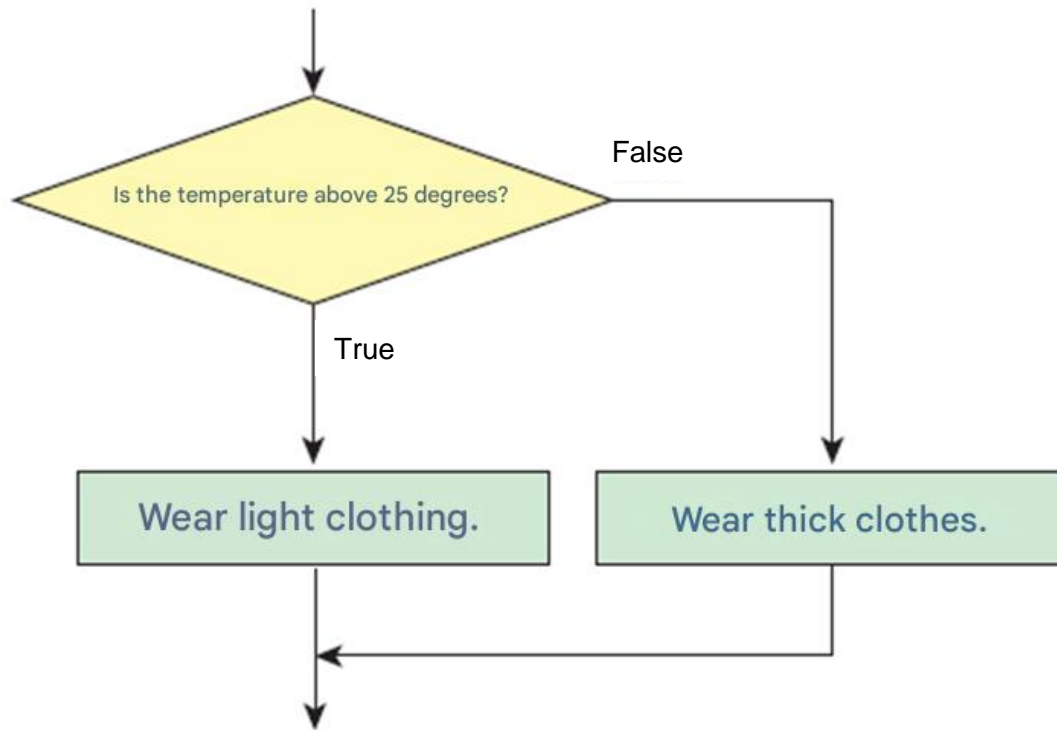 False
Is the temperature above 25 degrees?
True
Wear light clothing.
Wear thick clothes.